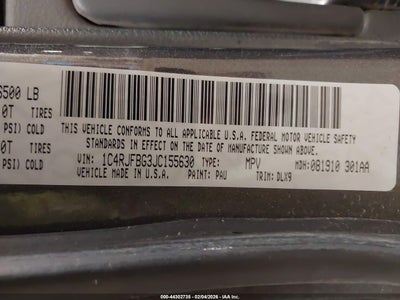 6500 LB
0T TIRES
PSI) COLD
0T TIRES
PSI) COLD
THIS VEHICLE CONFORMS TO ALL APPLICABLE U.S.A. FEDERAL MOTOR VEHICLE SAFETY
STANDARDS IN EFFECT ON THE DATE OF MANUFACTURE SHOWN ABOVE.
VIN: 1C4RJFBG3JC155630 TYPE: MPV MDH:081910 301AA
VEHICLE MADE IN U.S.A. PAINT: PAU TRIM: DLX9
000-44302735 - 02/04/2026 - IAA Inc.